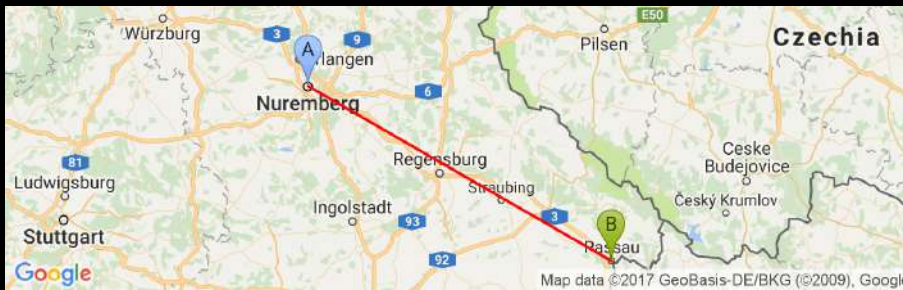 E50
Würzburg
3
9
Pilsen
Czechia
A
rlangen
Nuremberg
6
Regensburg
Ceske
Budejovice
81
Ludwigsburg
Straubing
Český Krumlov
Ingolstadt
93
3
B
Stuttgart
Passau
92
Google
Map data ©2017 GeoBasis-DE/BKG (©2009), Google